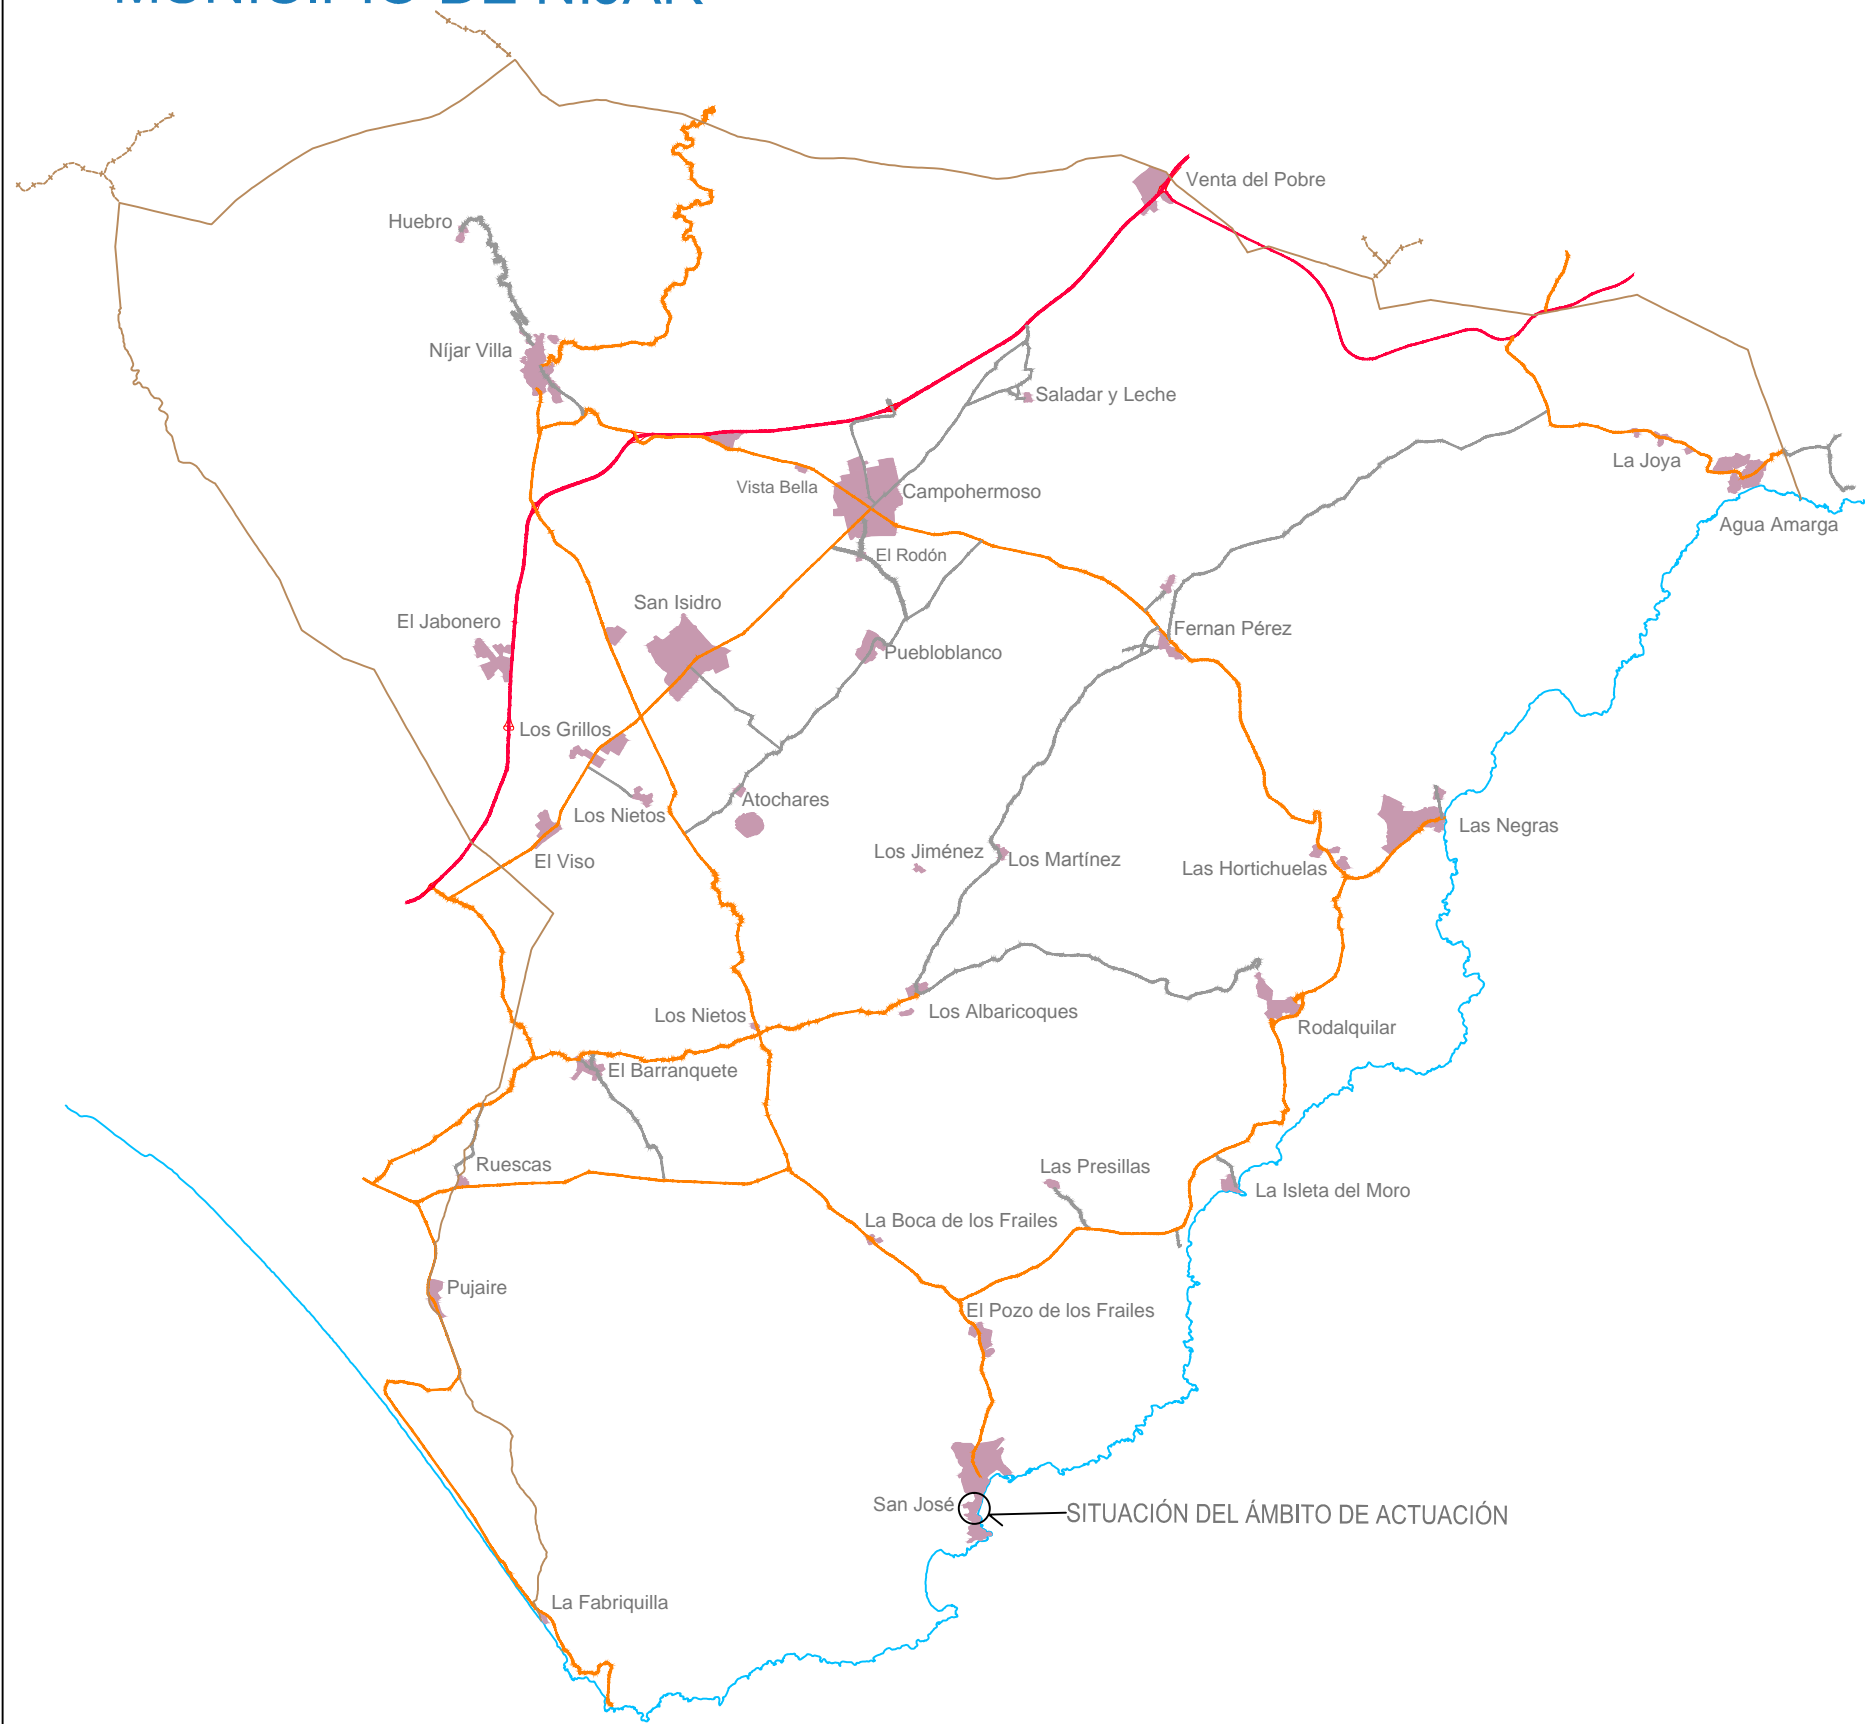 MUNICIPIO DE NÍJAR
Venta del Pobre
Huebro
Níjar Villa
Saladar y Leche
La Joya
Vista Bella
Campohermoso
Agua Amarga
El Rodón
San Isidro
El Jabonero
Fernan Pérez
Puebloblanco
Los Grillos
Atochares
Los Nietos
Las Negras
El Viso
Los Jiménez
Los Martínez
Las Hortichuelas
Los Nietos
Los Albaricoques
Rodalquilar
El Barranquete
Ruescas
Las Presillas
La Isleta del Moro
La Boca de los Frailes
Pujaire
El Pozo de los Frailes
San José
SITUACIÓN DEL ÁMBITO DE ACTUACIÓN
La Fabriquilla